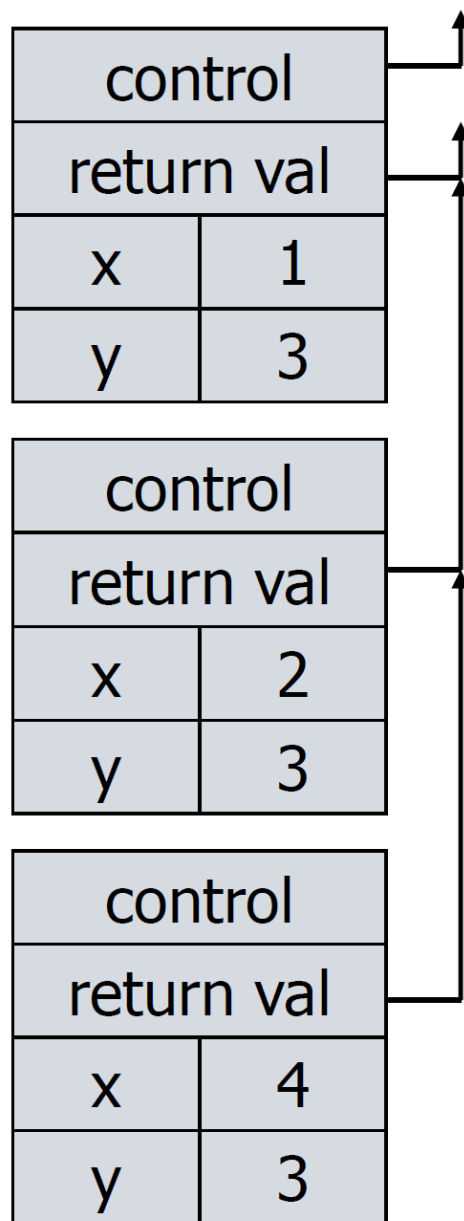 control
return val
x 1
y 3
control
return val
x 2
y 3
control
return val
x 4
y 3